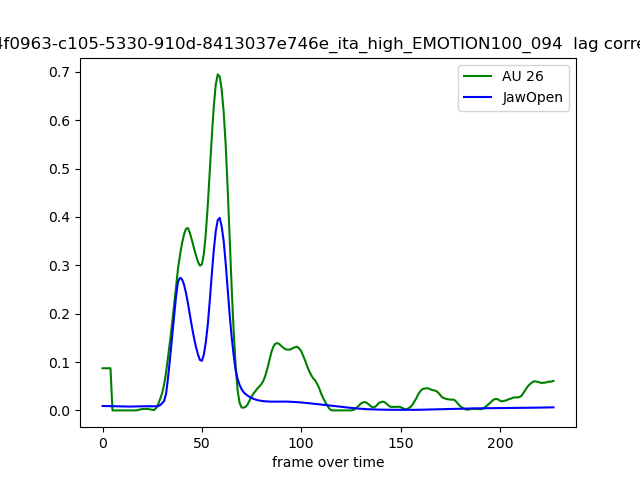 4f0963-c105-5330-910d-8413037e746e_ita_high_EMOTION100_094 lag corre
AU 26
JawOpen
0.7
0.6
0.5
0.4
0.3
0.2
0.1
0.0
0 50 100 150 200
frame over time